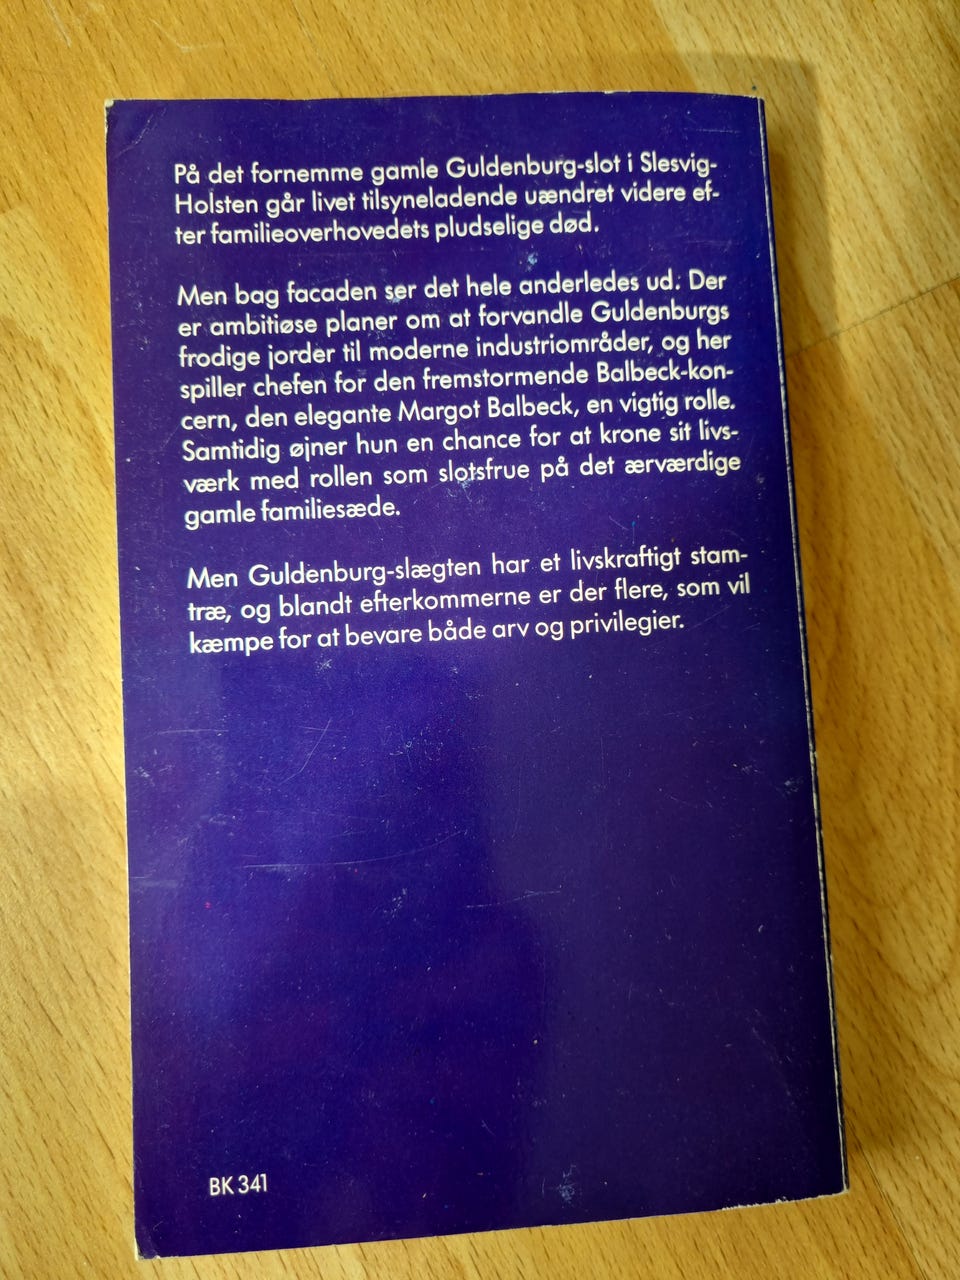 På det fornemme gamle Guldenburg-slot i Slesvig-
Holsten går livet tilsyneladende uændret videre ef-
ter familieoverhovedets pludselige død.
Men bag facaden ser det hele anderledes ud. Der
er ambitiøse planer om at forvandle Guldenburgs
frodige jorder til moderne industriområder, og her
spiller chefen for den fremstormende Balbeck-kon-
cern, den elegante Margot Balbeck, en vigtig rolle.
Samtidig øjner hun en chance for at krone sit livs-
værk med rollen som slotsfrue på det ærværdige
gamle familiesæde.
Men Guldenburg-slægten har et livskraftigt stam-
træ, og blandt efterkommerne er der flere, som vil
kæmpe for at bevare både arv og privilegier.
BK 341